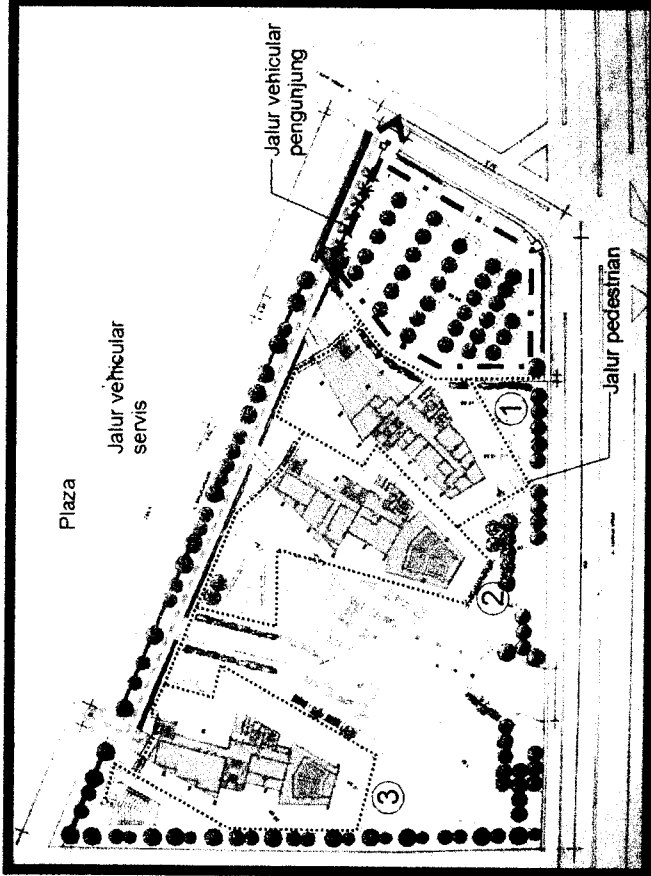 Plaza
Jalur vehicular
servis
Jalur vehicular
pengunjung
Jalur pedestrian
1
2
3